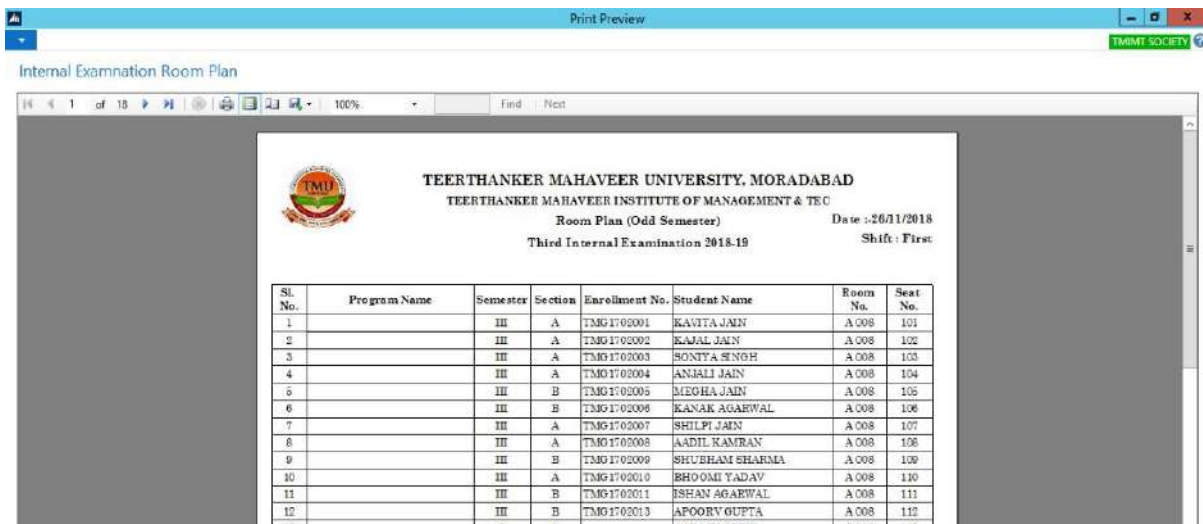 Print Preview
TMIMT SOCIETY
Internal Examnation Room Plan
1 of 18 100% Find Next
TMU
TEERTHANKER MAHAVEER UNIVERSITY, MORADABAD
TEERTHANKER MAHAVEER INSTITUTE OF MANAGEMENT & TEC
Room Plan (Odd Semester) Date :-26/11/2018
Third Internal Examination 2018-19 Shift : First
Sl. No. Program Name Semester Section Enrollment No. Student Name Room No. Seat No.
1 III A TMG1702001 KAVITA JAIN A 008 101
2 III A TMG1702002 KAJAL JAIN A 008 102
3 III A TMG1702003 SONIYA SINGH A 008 103
4 III A TMG1702004 ANJALI JAIN A 008 104
5 III B TMG1702005 MEGHA JAIN A 008 105
6 III B TMG1702006 KANAK AGARWAL A 008 106
7 III A TMG1702007 SHILPI JAIN A 008 107
8 III A TMG1702008 AADIL KAMRAN A 008 108
9 III B TMG1702009 SHUBHAM SHARMA A 008 109
10 III A TMG1702010 BHOOMI YADAV A 008 110
11 III B TMG1702011 ISHAN AGARWAL A 008 111
12 III B TMG1702013 APOORV GUPTA A 008 112